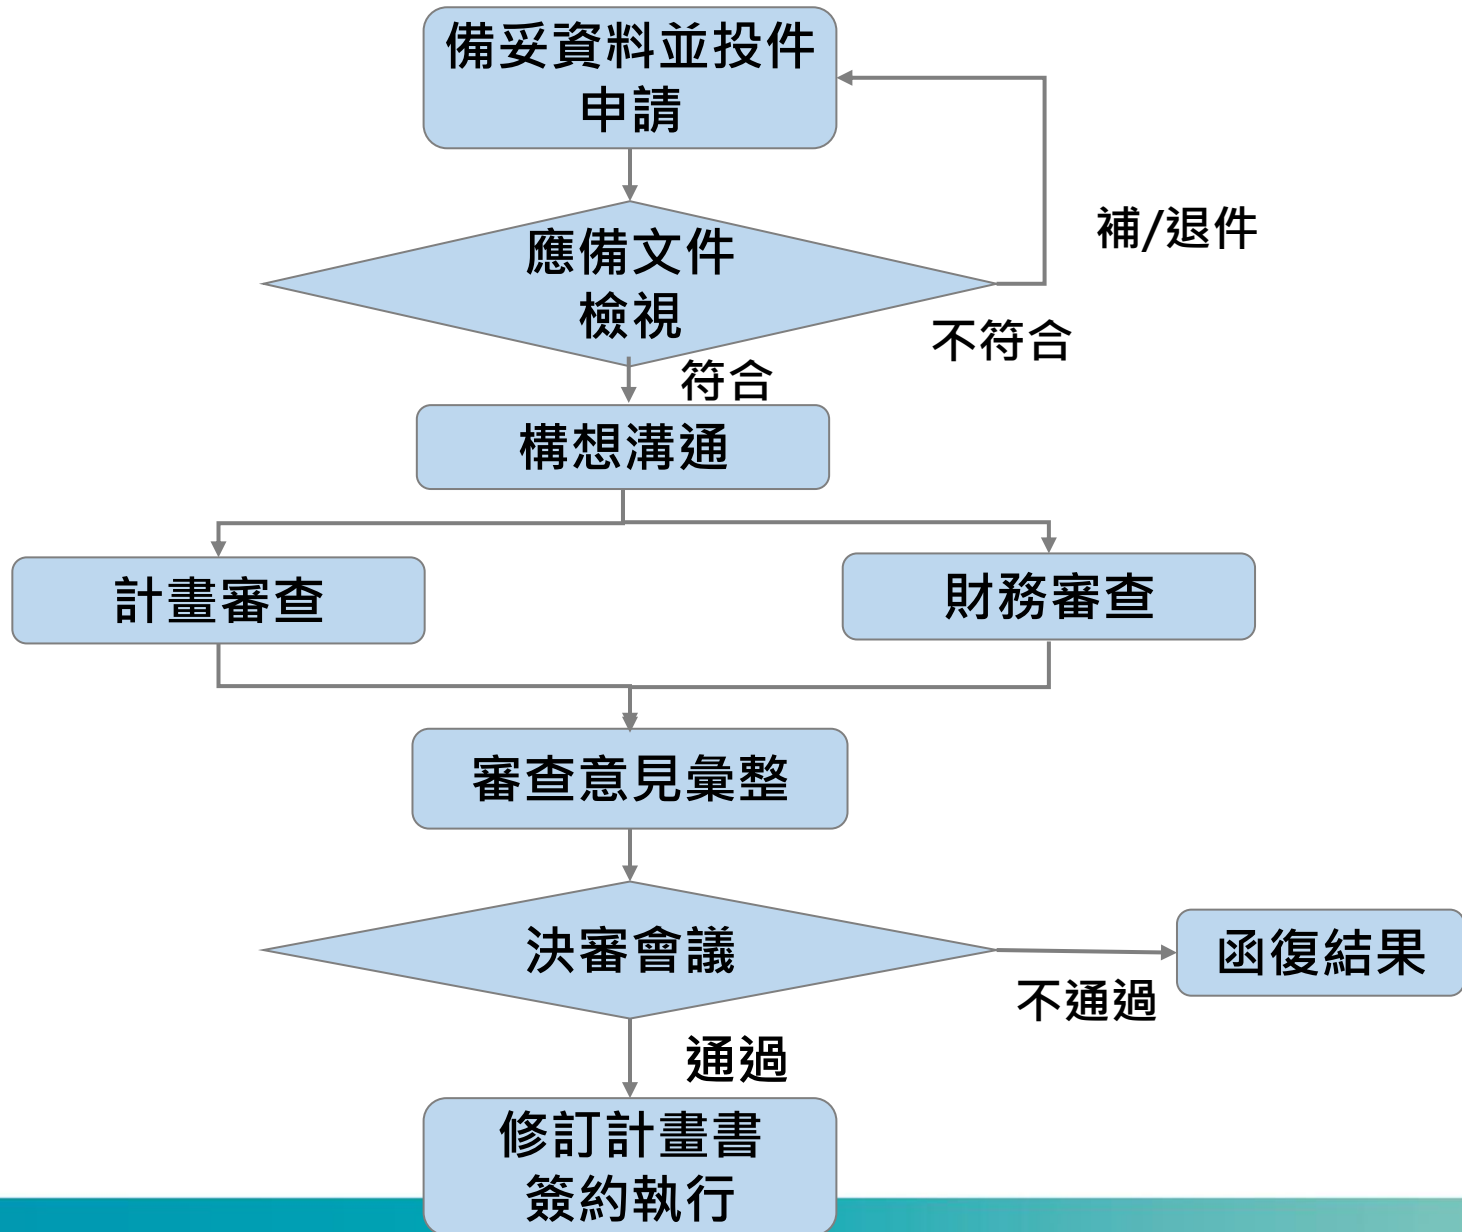 備妥資料並投件
申請
補/退件
應備文件
檢視
不符合
符合
構想溝通
計畫審查
財務審查
審查意見彙整
決審會議
函復結果
不通過
通過
修訂計畫書
簽約執行